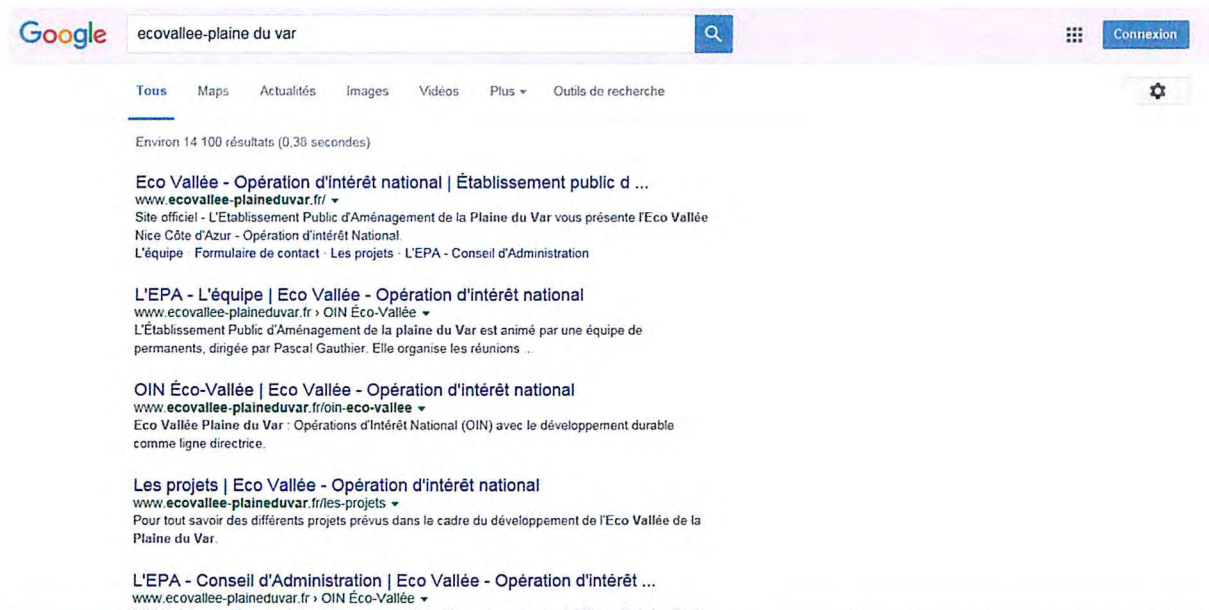 Google
ecovallee-plaine du var
Connexion
Tous Maps Actualités Images Vidéos Plus Outils de recherche
Environ 14 100 résultats (0,38 secondes)
Eco Vallée - Opération d'intérêt national | Établissement public d ...
www.ecovallee-plaineduvar.fr/
Site officiel - L'Etablissement Public d'Aménagement de la Plaine du Var vous présente l'Eco Vallée
Nice Côte d'Azur - Opération d'intérêt National.
L'équipe · Formulaire de contact · Les projets · L'EPA - Conseil d'Administration
L'EPA - L'équipe | Eco Vallée - Opération d'intérêt national
www.ecovallee-plaineduvar.fr › OIN Éco-Vallée
L'Établissement Public d'Aménagement de la plaine du Var est animé par une équipe de
permanents, dirigée par Pascal Gauthier. Elle organise les réunions ...
OIN Éco-Vallée | Eco Vallée - Opération d'intérêt national
www.ecovallee-plaineduvar.fr/oin-eco-vallee
Eco Vallée Plaine du Var : Opérations d'Intérêt National (OIN) avec le développement durable
comme ligne directrice.
Les projets | Eco Vallée - Opération d'intérêt national
www.ecovallee-plaineduvar.fr/les-projets
Pour tout savoir des différents projets prévus dans le cadre du développement de l'Eco Vallée de la
Plaine du Var.
L'EPA - Conseil d'Administration | Eco Vallée - Opération d'intérêt ...
www.ecovallee-plaineduvar.fr › OIN Éco-Vallée